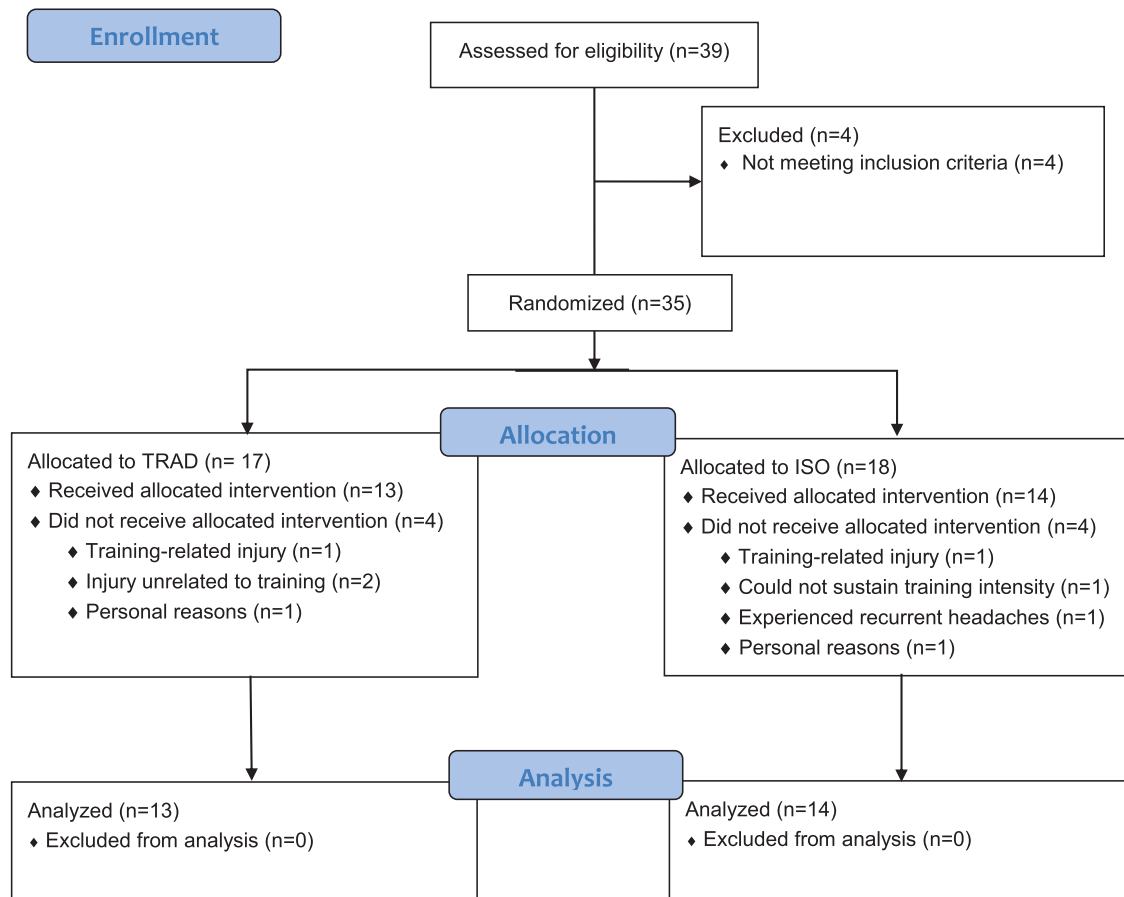 Enrollment
Assessed for eligibility (n=39)
Excluded (n=4)
♦ Not meeting inclusion criteria (n=4)
Randomized (n=35)
Allocation
Allocated to TRAD (n= 17)
♦ Received allocated intervention (n=13)
♦ Did not receive allocated intervention (n=4)
♦ Training-related injury (n=1)
♦ Injury unrelated to training (n=2)
♦ Personal reasons (n=1)
Allocated to ISO (n=18)
♦ Received allocated intervention (n=14)
♦ Did not receive allocated intervention (n=4)
♦ Training-related injury (n=1)
♦ Could not sustain training intensity (n=1)
♦ Experienced recurrent headaches (n=1)
♦ Personal reasons (n=1)
Analysis
Analyzed (n=13)
♦ Excluded from analysis (n=0)
Analyzed (n=14)
♦ Excluded from analysis (n=0)